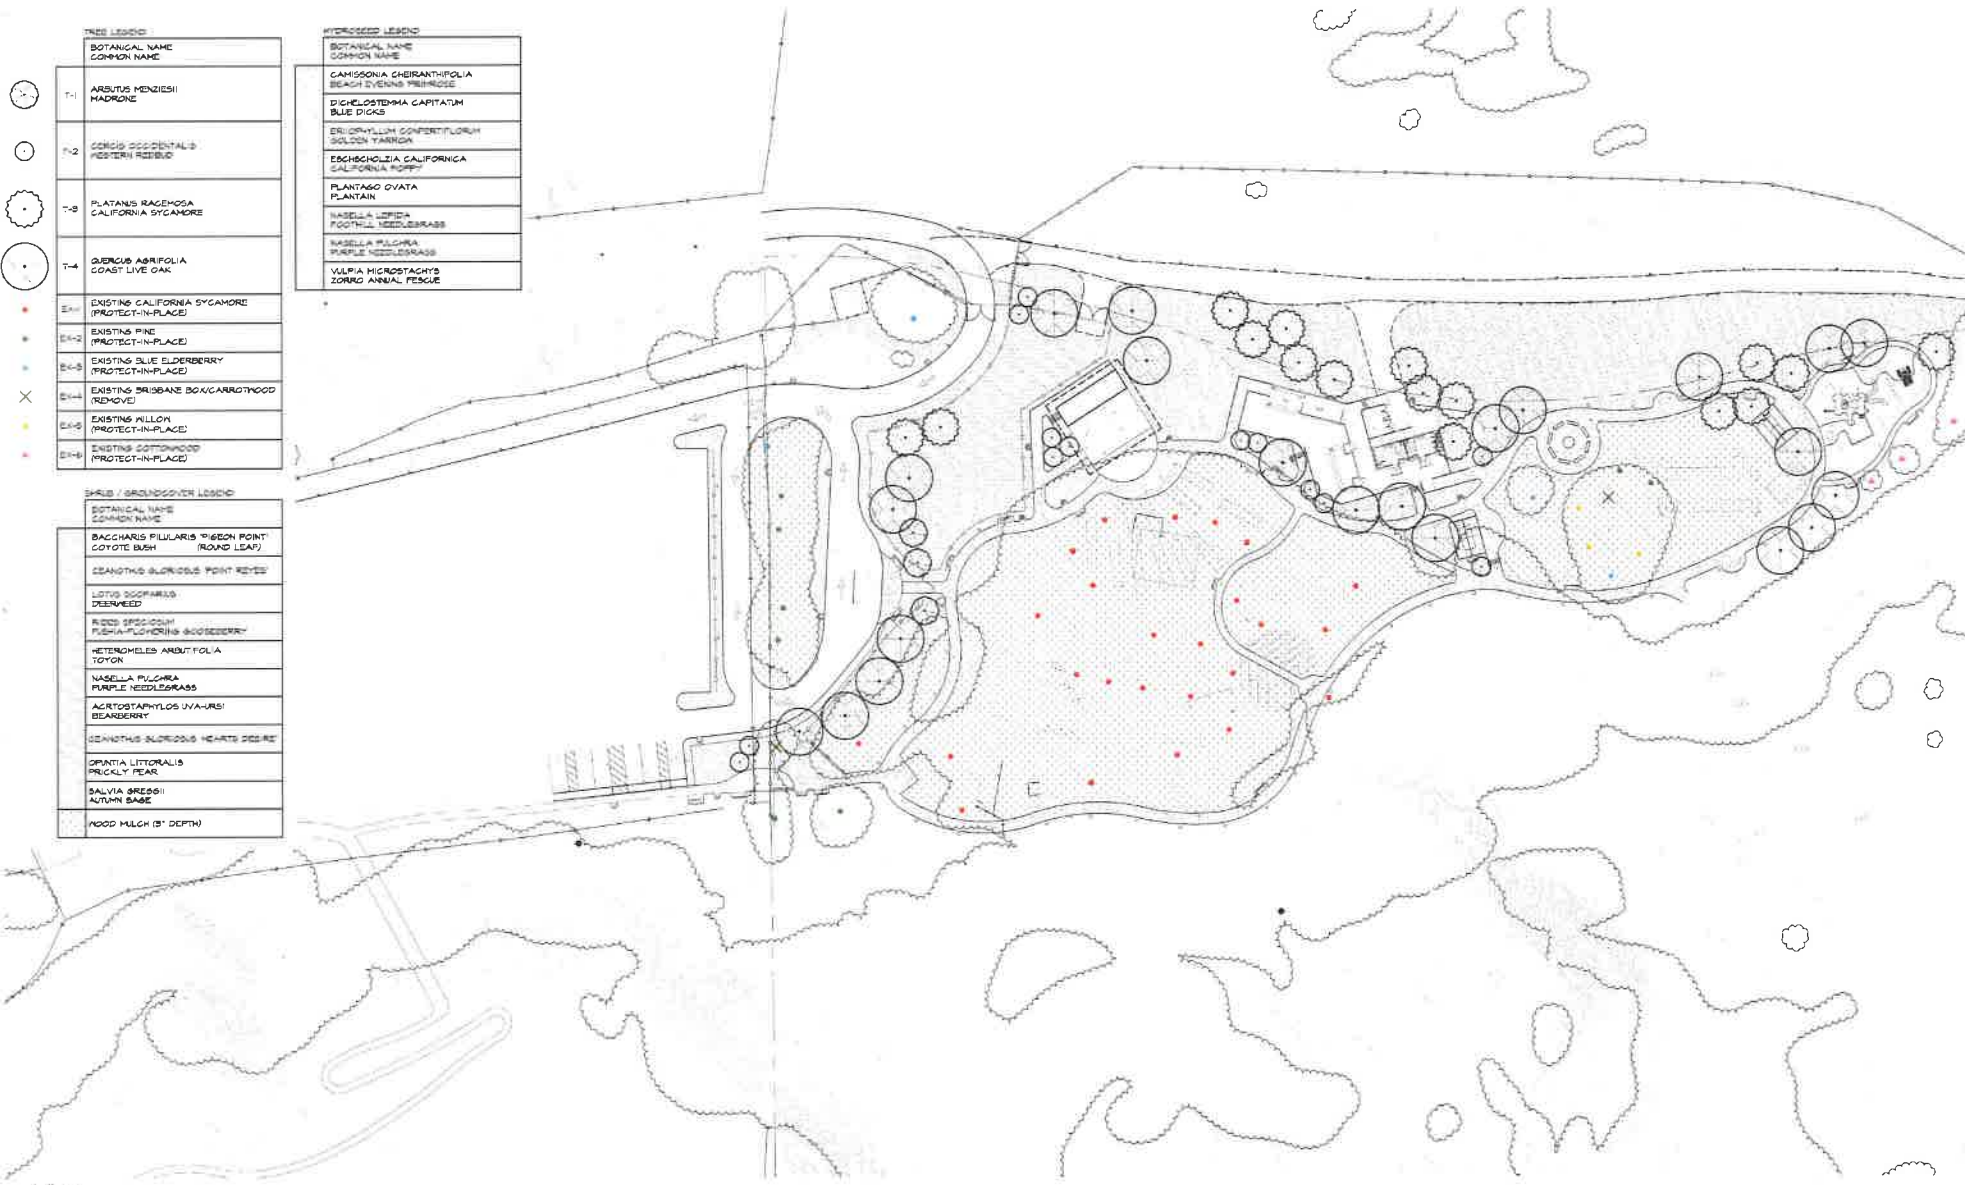 TREE LEGEND
BOTANICAL NAME
COMMON NAME
T-1
ARBUTUS MENZIESII
MADRONE
T-2
CERCIS OCCIDENTALIS
WESTERN REDBUD
T-3
PLATANUS RACEMOSA
CALIFORNIA SYCAMORE
T-4
QUERCUS AGRIFOLIA
COAST LIVE OAK
EX-1
EXISTING CALIFORNIA SYCAMORE
(PROTECT-IN-PLACE)
EX-2
EXISTING PINE
(PROTECT-IN-PLACE)
EX-3
EXISTING BLUE ELDERBERRY
(PROTECT-IN-PLACE)
EX-4
EXISTING BRISBANE BOX/CARROTWOOD
(REMOVE)
EX-5
EXISTING WILLOW
(PROTECT-IN-PLACE)
EX-6
EXISTING COTTONWOOD
(PROTECT-IN-PLACE)
SHRUB / GROUNDCOVER LEGEND
BOTANICAL NAME
COMMON NAME
BACCHARIS PILULARIS 'PIGEON POINT'
COYOTE BUSH (ROUND LEAF)
CEANOTHUS GLORIOSUS 'POINT REYES'
LOTUS SCOPARIUS
DEERWEED
RIBES SPECIOSUM
FUSHIA-FLOWERING GOOSEBERRY
HETEROMELES ARBUTIFOLIA
TOYON
NASELLA PULCHRA
PURPLE NEEDLEGRASS
ACRTOSTAPHYLOS UVA-URSI
BEARBERRY
CEANOTHUS GLORIOSUS HEARTS DESIRE'
OPUNTIA LITTORALIS
PRICKLY PEAR
SALVIA GREGGII
AUTUMN SAGE
WOOD MULCH (3" DEPTH)
HYDROSEED LEGEND
BOTANICAL NAME
COMMON NAME
CAMISSONIA CHEIRANTHIFOLIA
BEACH EVENING PRIMROSE
DICHELOSTEMMA CAPITATUM
BLUE DICKS
ERIOPHYLLUM CONFERTIFLORUM
GOLDEN YARROW
ESCHSCHOLZIA CALIFORNICA
CALIFORNIA POPPY
PLANTAGO OVATA
PLANTAIN
NASELLA LEPIDA
FOOTHILL NEEDLEGRASS
NASELLA PULCHRA
PURPLE NEEDLEGRASS
VULPIA MICROSTACHYS
ZORRO ANNUAL FESCUE